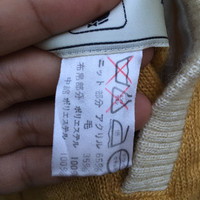 ニット部分 アクリル 65%
毛 35%
布帛部分 ポリエステル 100%
中綿 ポリエステル 100%